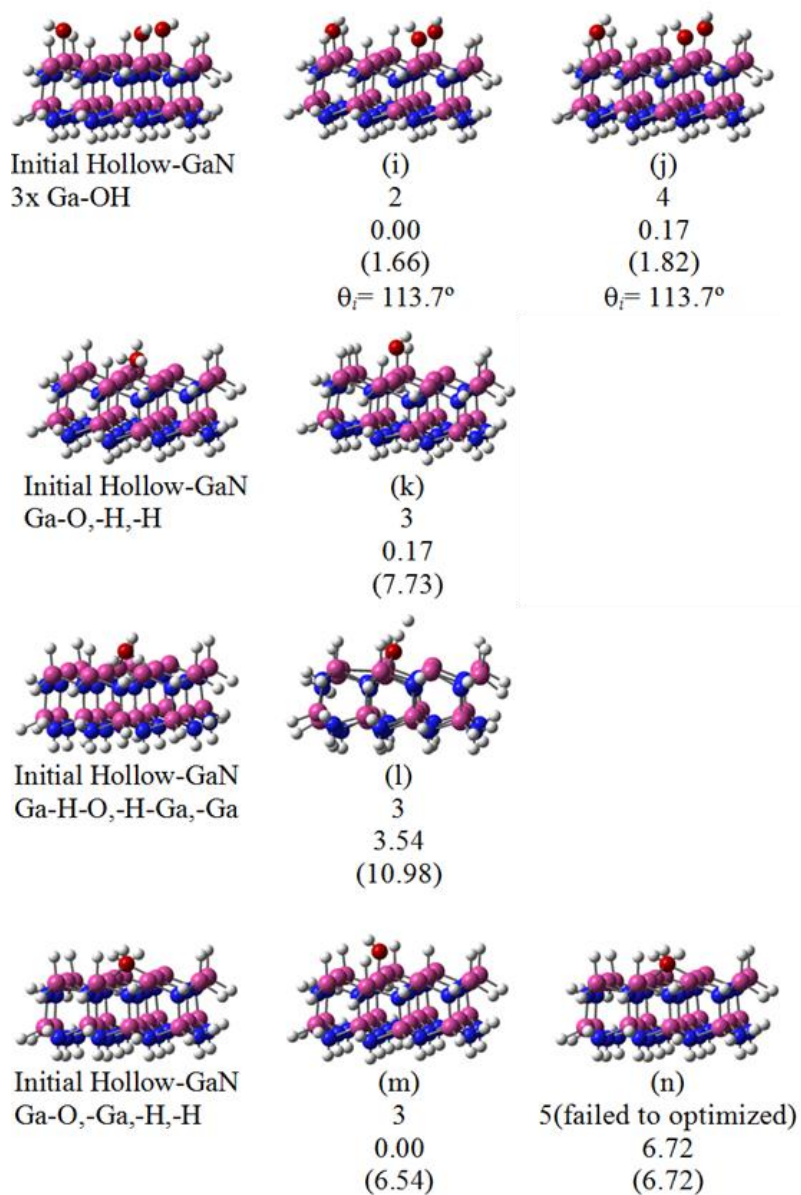 Initial Hollow-GaN
3x Ga-OH
(i)
2
0.00
(1.66)
θi= 113.7º
(j)
4
0.17
(1.82)
θi= 113.7º
Initial Hollow-GaN
Ga-O,-H,-H
(k)
3
0.17
(7.73)
Initial Hollow-GaN
Ga-H-O,-H-Ga,-Ga
(l)
3
3.54
(10.98)
Initial Hollow-GaN
Ga-O,-Ga,-H,-H
(m)
3
0.00
(6.54)
(n)
5(failed to optimized)
6.72
(6.72)